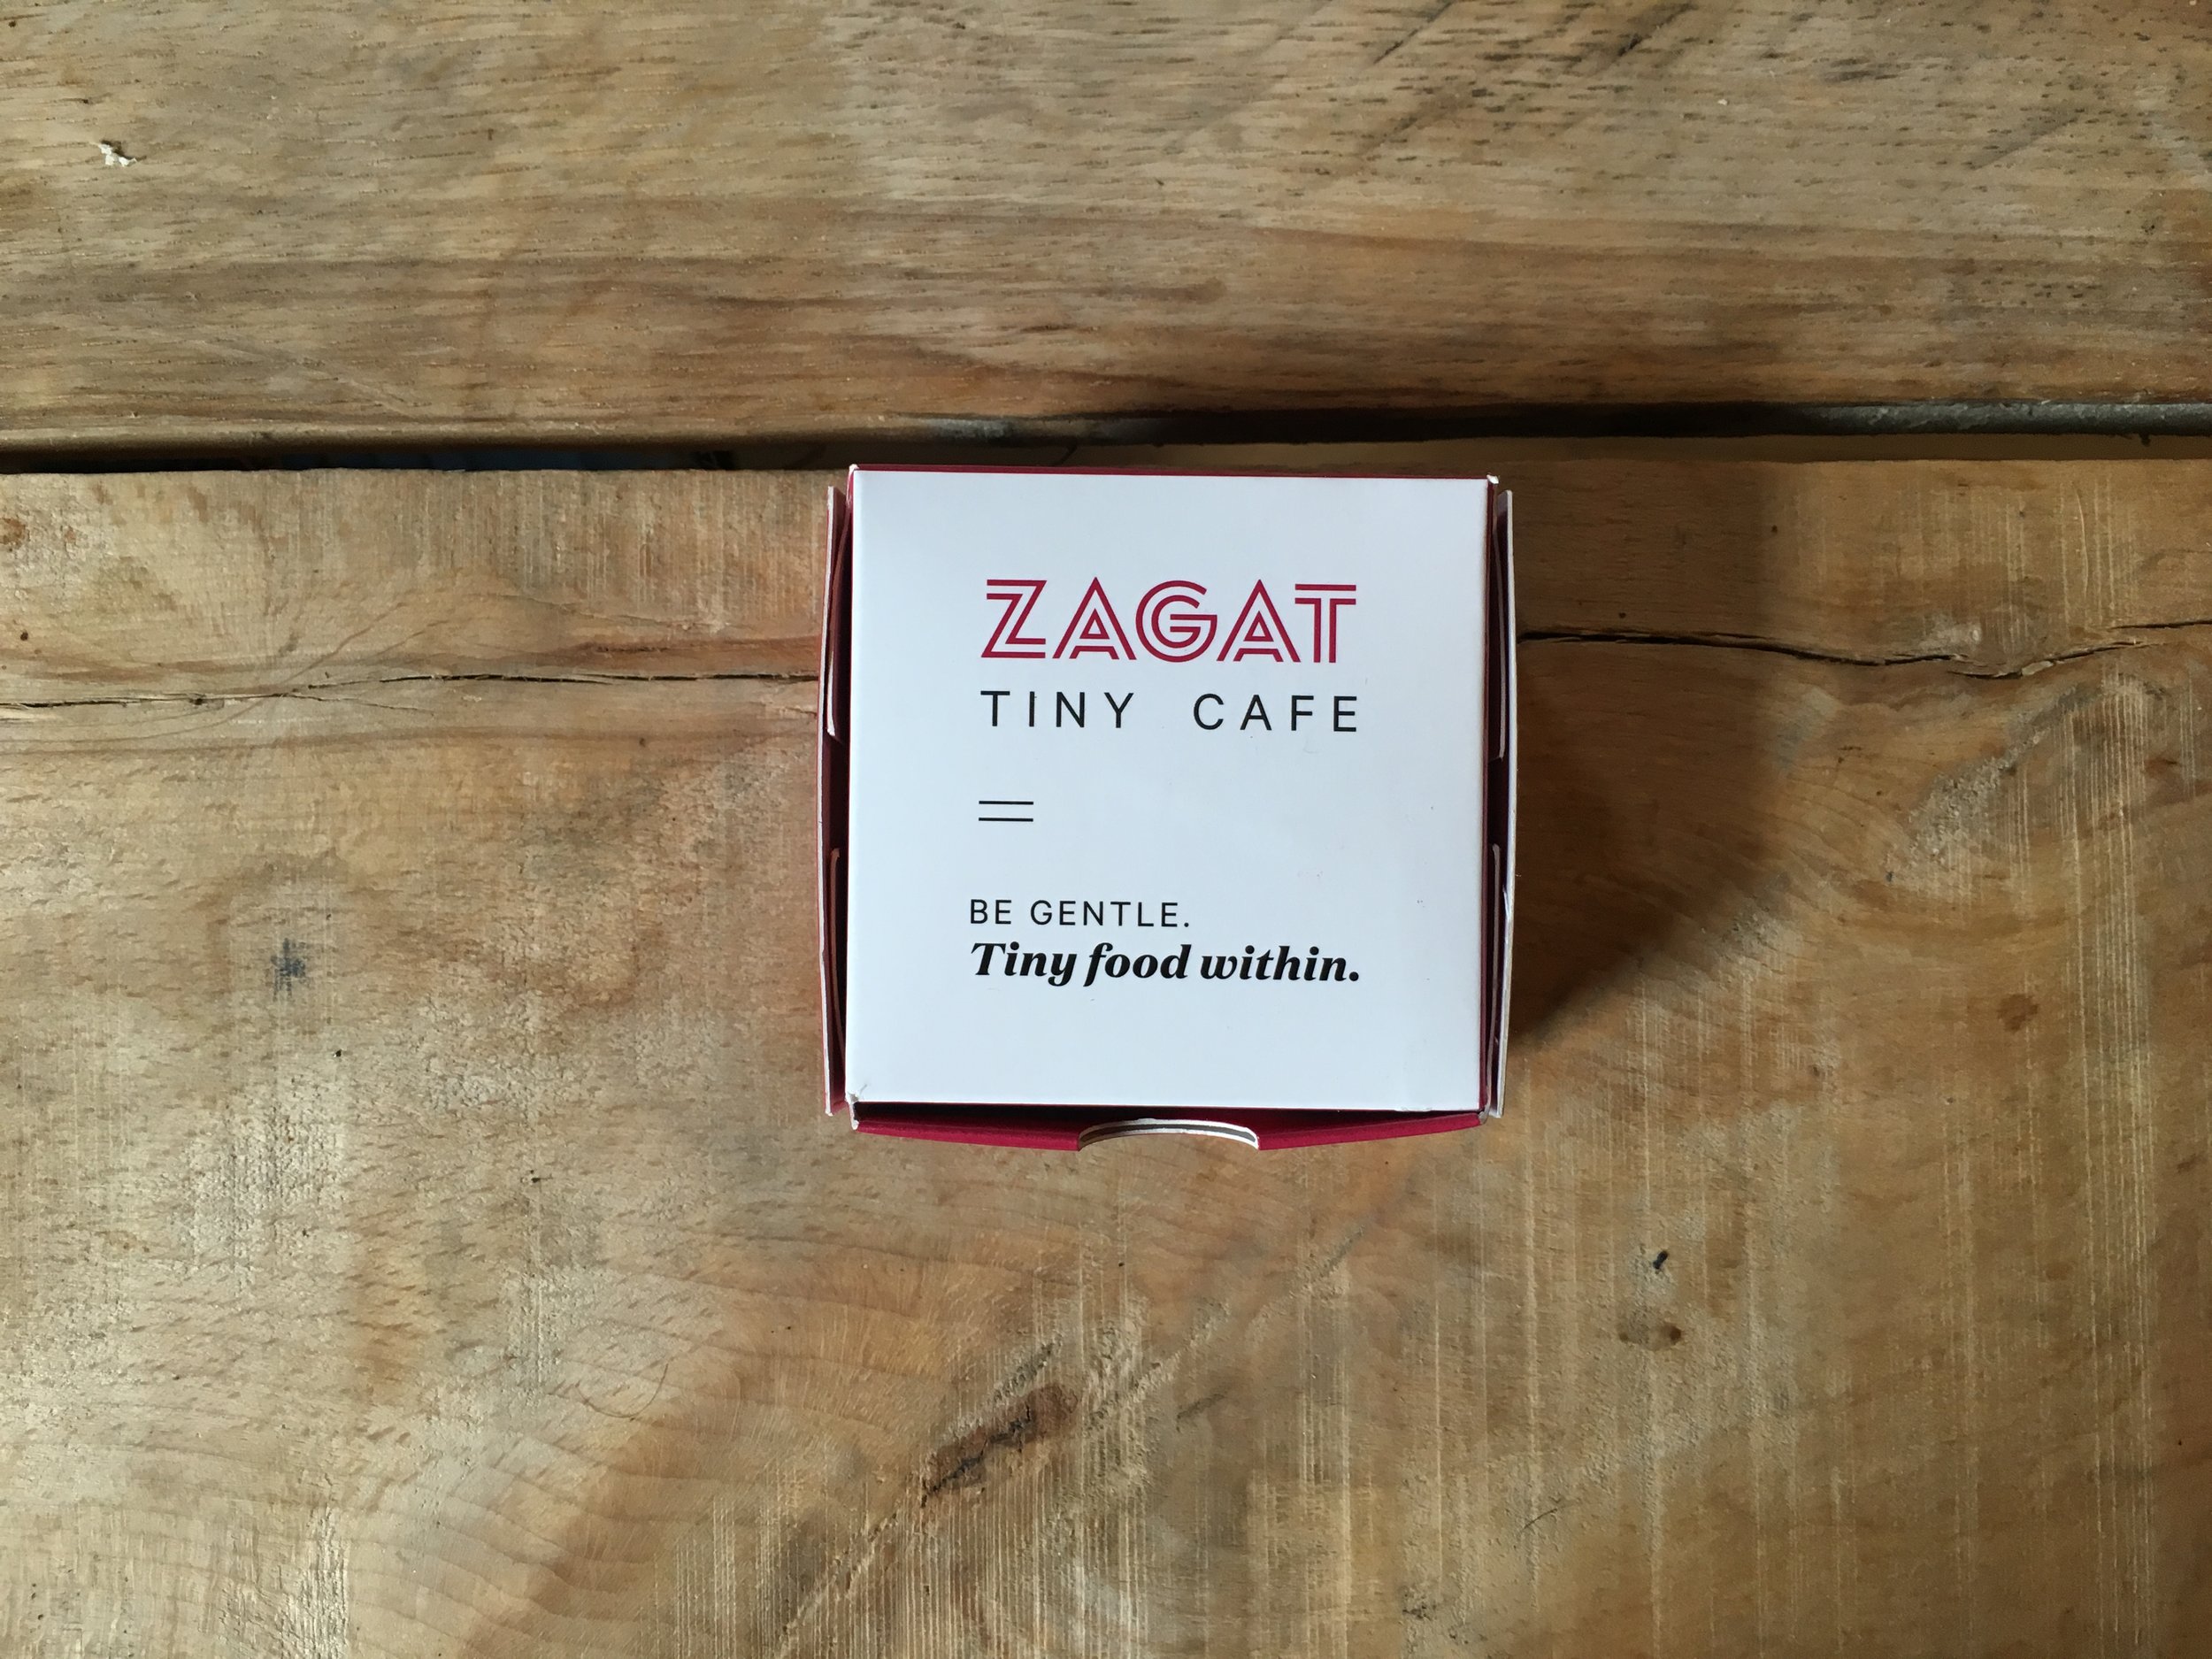 ZAGAT
TINY CAFE
=
BE GENTLE.
Tiny food within.